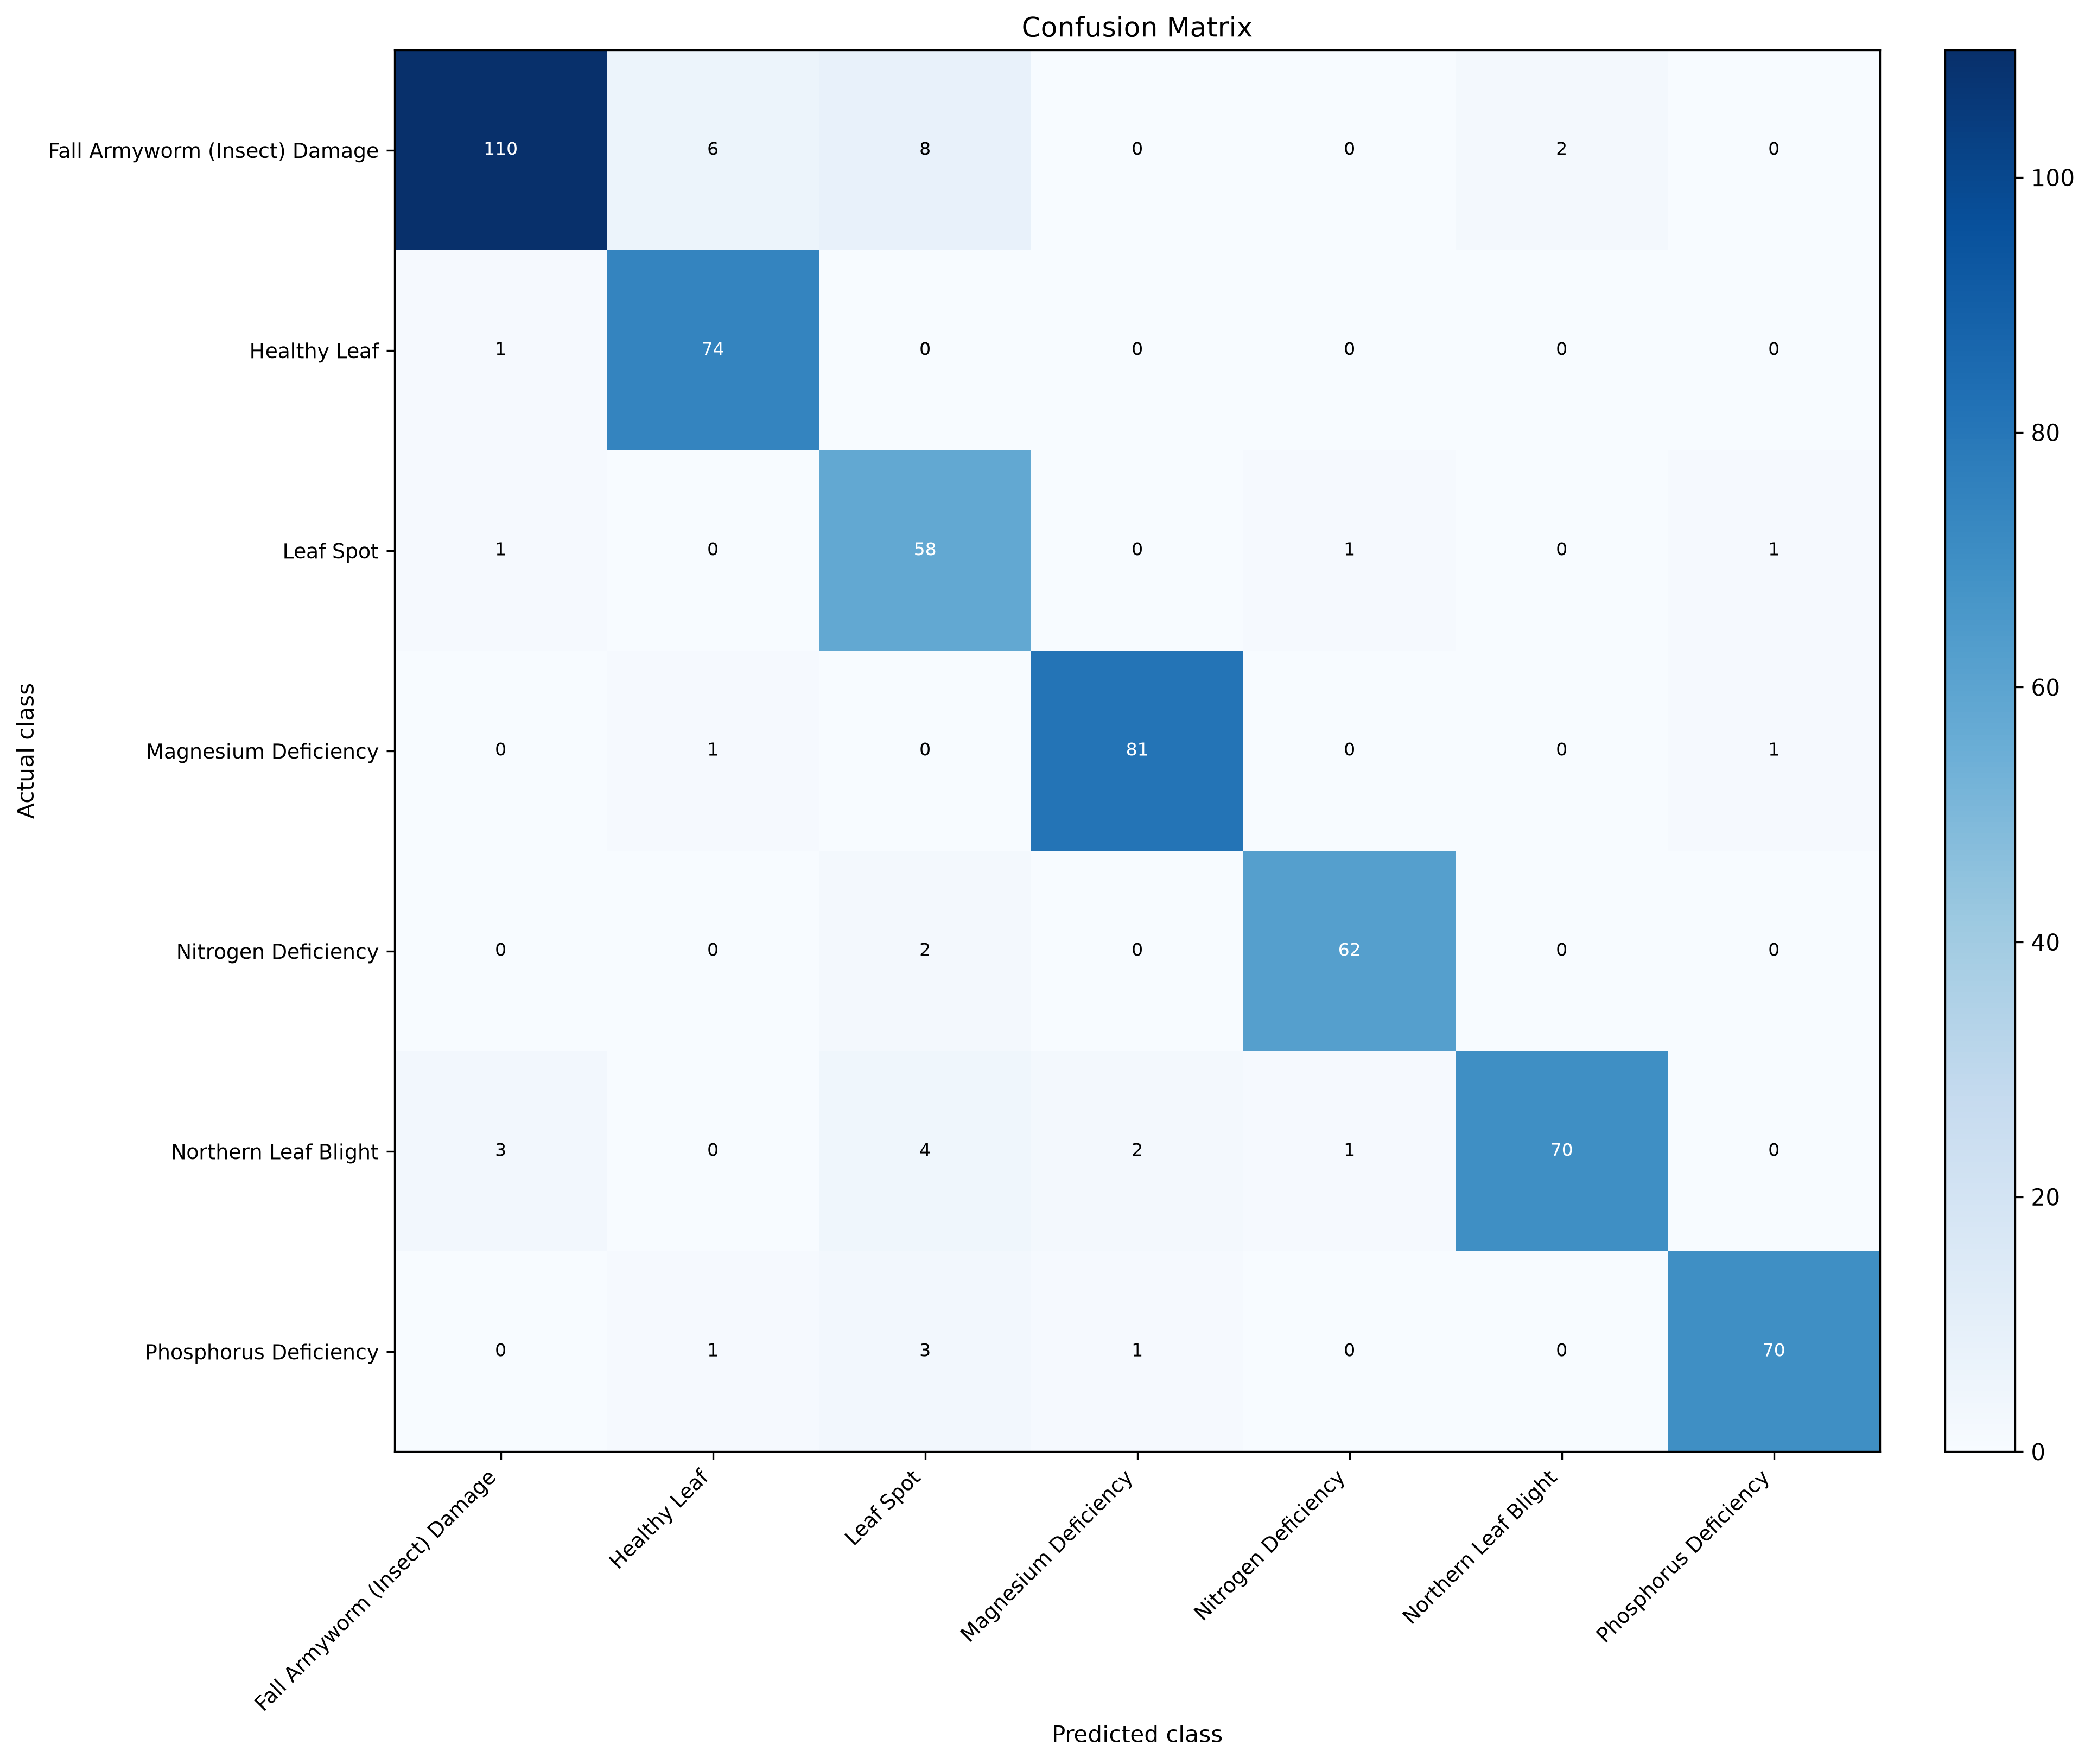 Confusion Matrix
Fall Armyworm (Insect) Damage 110 6 8 0 0 2 0
Healthy Leaf 1 74 0 0 0 0 0
Leaf Spot 1 0 58 0 1 0 1
Magnesium Deficiency 0 1 0 81 0 0 1
Nitrogen Deficiency 0 0 2 0 62 0 0
Northern Leaf Blight 3 0 4 2 1 70 0
Phosphorus Deficiency 0 1 3 1 0 0 70
Actual class
Fall Armyworm (Insect) Damage
Healthy Leaf
Leaf Spot
Magnesium Deficiency
Nitrogen Deficiency
Northern Leaf Blight
Phosphorus Deficiency
Predicted class
100
80
60
40
20
0